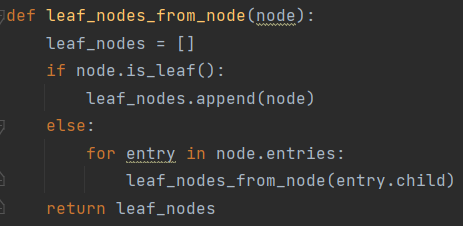 def leaf_nodes_from_node(node):
    leaf_nodes = []
    if node.is_leaf():
        leaf_nodes.append(node)
    else:
        for entry in node.entries:
            leaf_nodes_from_node(entry.child)
    return leaf_nodes